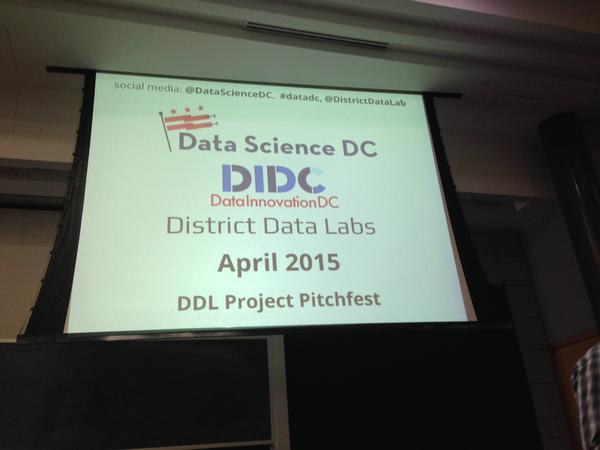 social media: @DataScienceDC, #datadc, @DistrictDataLab
Data Science DC
DIDC
DataInnovationDC
District Data Labs
April 2015
DDL Project Pitchfest